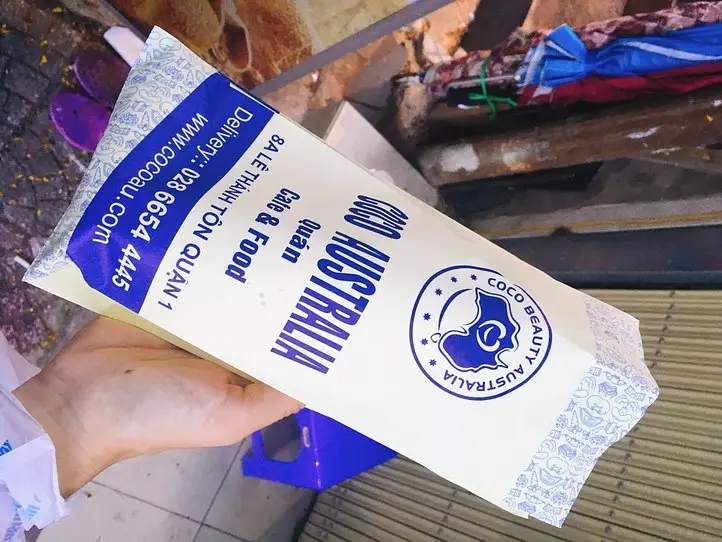 COCO BEAUTY AUSTRALIA
COCO AUSTRALIA
Quán
Cafe & Food
8A LÊ THÁNH TÔN QUẬN 1
Delivery: 028 6654 4445
www.cocoau.com